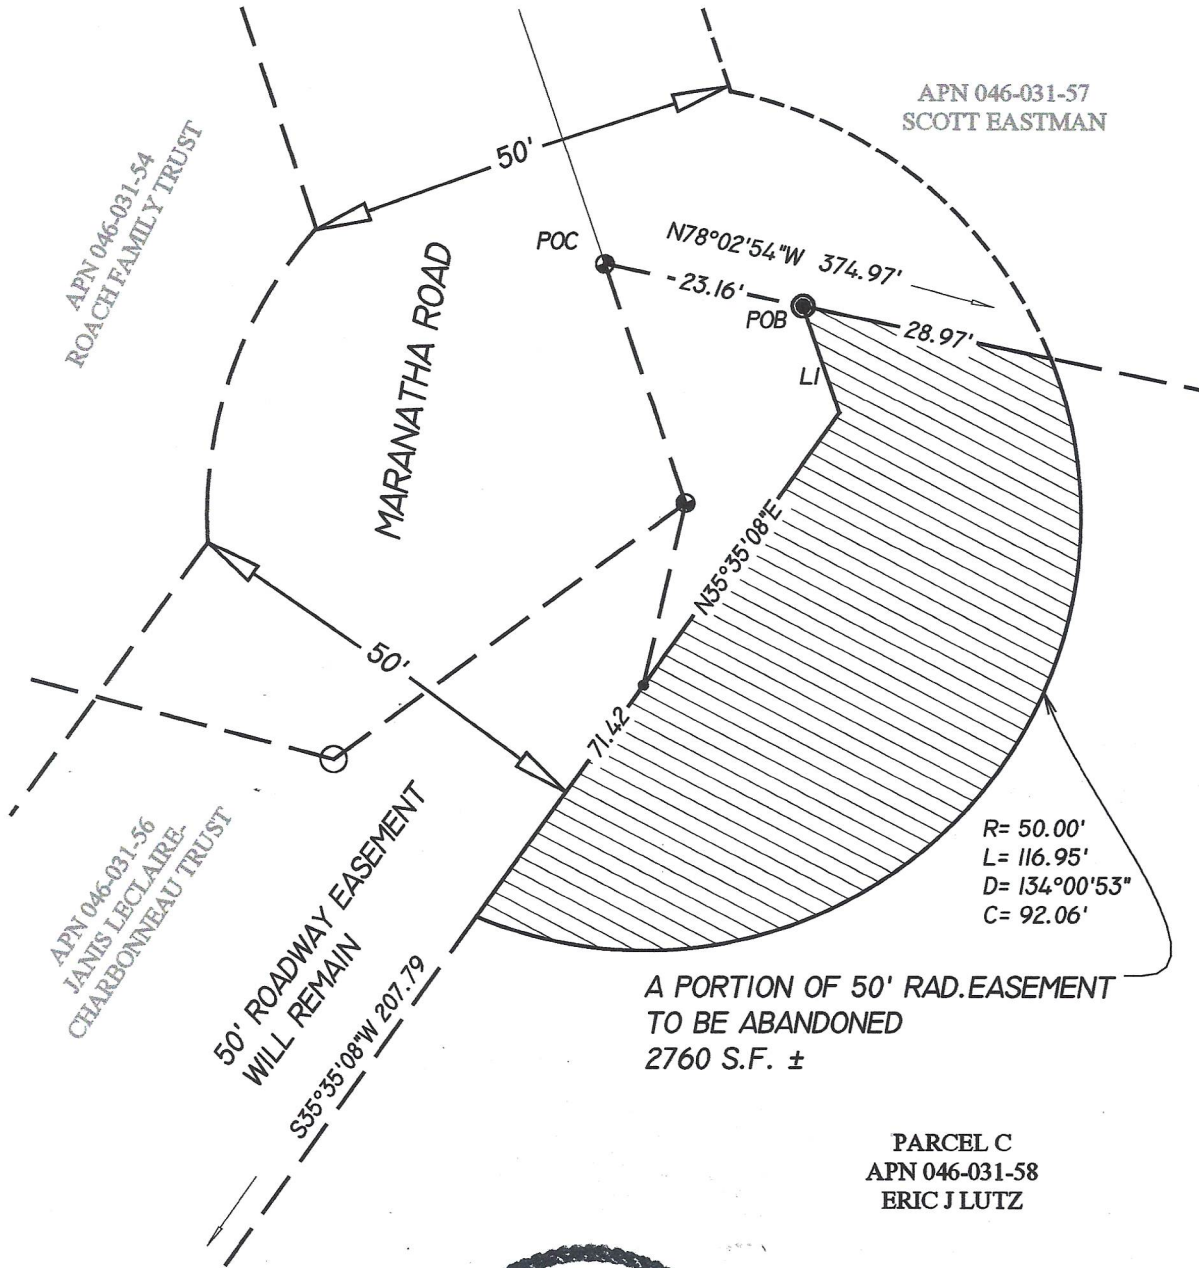 APN 046-031-57
SCOTT EASTMAN
50'
APN 046-031-54
ROACH FAMILY TRUST
POC
N78°02'54"W 374.97'
23.16'
POB
28.97'
L1
MARANATHA ROAD
N35°35'08"E
50'
71.42
R= 50.00'
L= 116.95'
D= 134°00'53"
C= 92.06'
APN 046-031-56
JANIS LECLAIRE-
CHARBONNEAU TRUST
50' ROADWAY EASEMENT
WILL REMAIN
S35°35'08"W 207.79
A PORTION OF 50' RAD.EASEMENT
TO BE ABANDONED
2760 S.F. ±
PARCEL C
APN 046-031-58
ERIC J LUTZ